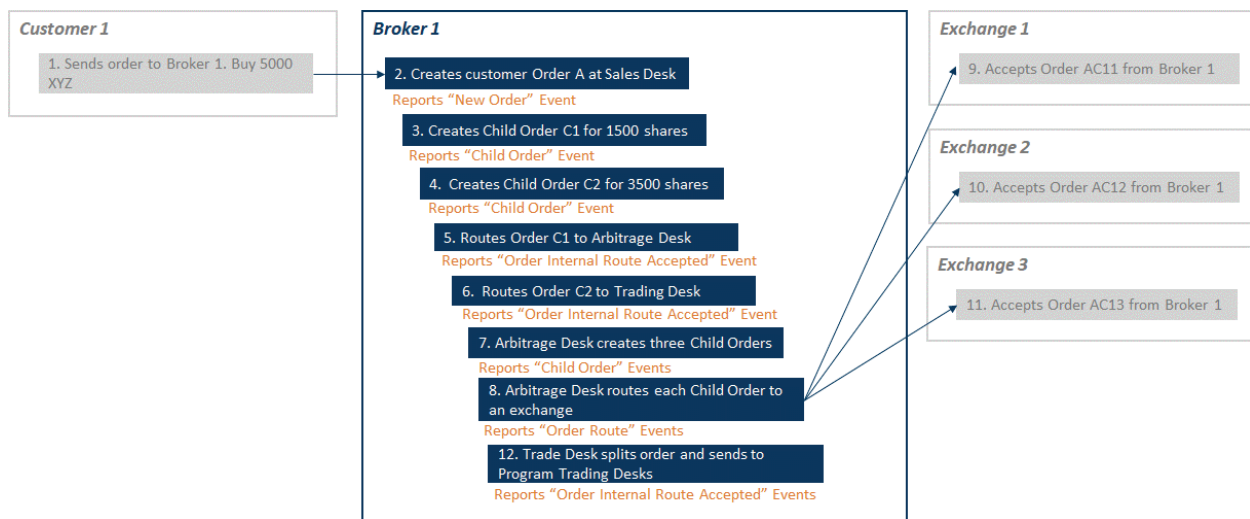 Customer 1
1. Sends order to Broker 1. Buy 5000
XYZ
Broker 1
2. Creates customer Order A at Sales Desk
Reports “New Order” Event
3. Creates Child Order C1 for 1500 shares
Reports “Child Order” Event
4. Creates Child Order C2 for 3500 shares
Reports “Child Order” Event
5. Routes Order C1 to Arbitrage Desk
Reports “Order Internal Route Accepted” Event
6. Routes Order C2 to Trading Desk
Reports “Order Internal Route Accepted” Event
7. Arbitrage Desk creates three Child Orders
Reports “Child Order” Events
8. Arbitrage Desk routes each Child Order to
an exchange
Reports “Order Route” Events
12. Trade Desk splits order and sends to
Program Trading Desks
Reports “Order Internal Route Accepted” Events
Exchange 1
9. Accepts Order AC11 from Broker 1
Exchange 2
10. Accepts Order AC12 from Broker 1
Exchange 3
11. Accepts Order AC13 from Broker 1